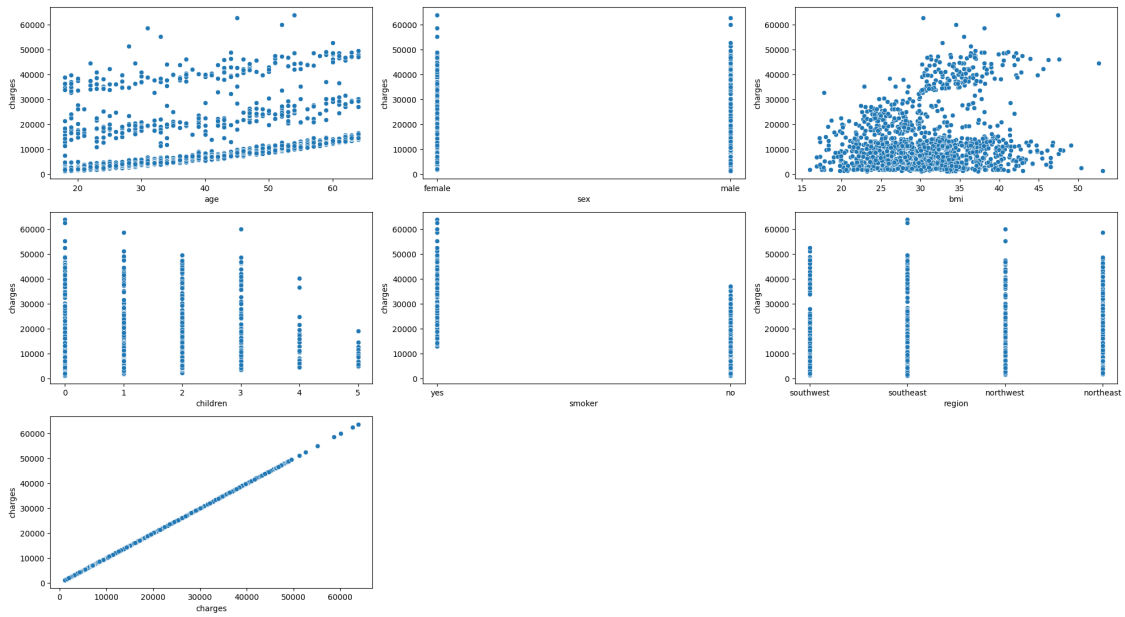 60000
50000
40000
30000
20000
10000
0
charges
20 30 40 50 60
age
60000
50000
40000
30000
20000
10000
0
charges
female male
sex
60000
50000
40000
30000
20000
10000
0
charges
15 20 25 30 35 40 45 50
bmi
60000
50000
40000
30000
20000
10000
0
charges
0 1 2 3 4 5
children
60000
50000
40000
30000
20000
10000
0
charges
yes no
smoker
60000
50000
40000
30000
20000
10000
0
charges
southwest southeast northwest northeast
region
60000
50000
40000
30000
20000
10000
0
charges
0 10000 20000 30000 40000 50000 60000
charges